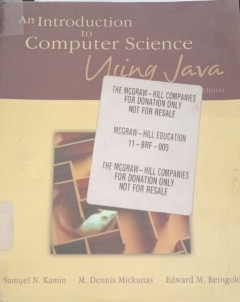 An Introduction
to Computer Science
Using Java
Edition
THE MCGRAW-HILL COMPANIES
FOR DONATION ONLY
NOT FOR RESALE
MCGRAW-HILL EDUCATION
11-BRF-005
THE MCGRAW-HILL COMPANIES
FOR DONATION ONLY
NOT FOR RESALE
Samuel N. Kamin M. Dennis Mickunas Edward M. Reingold